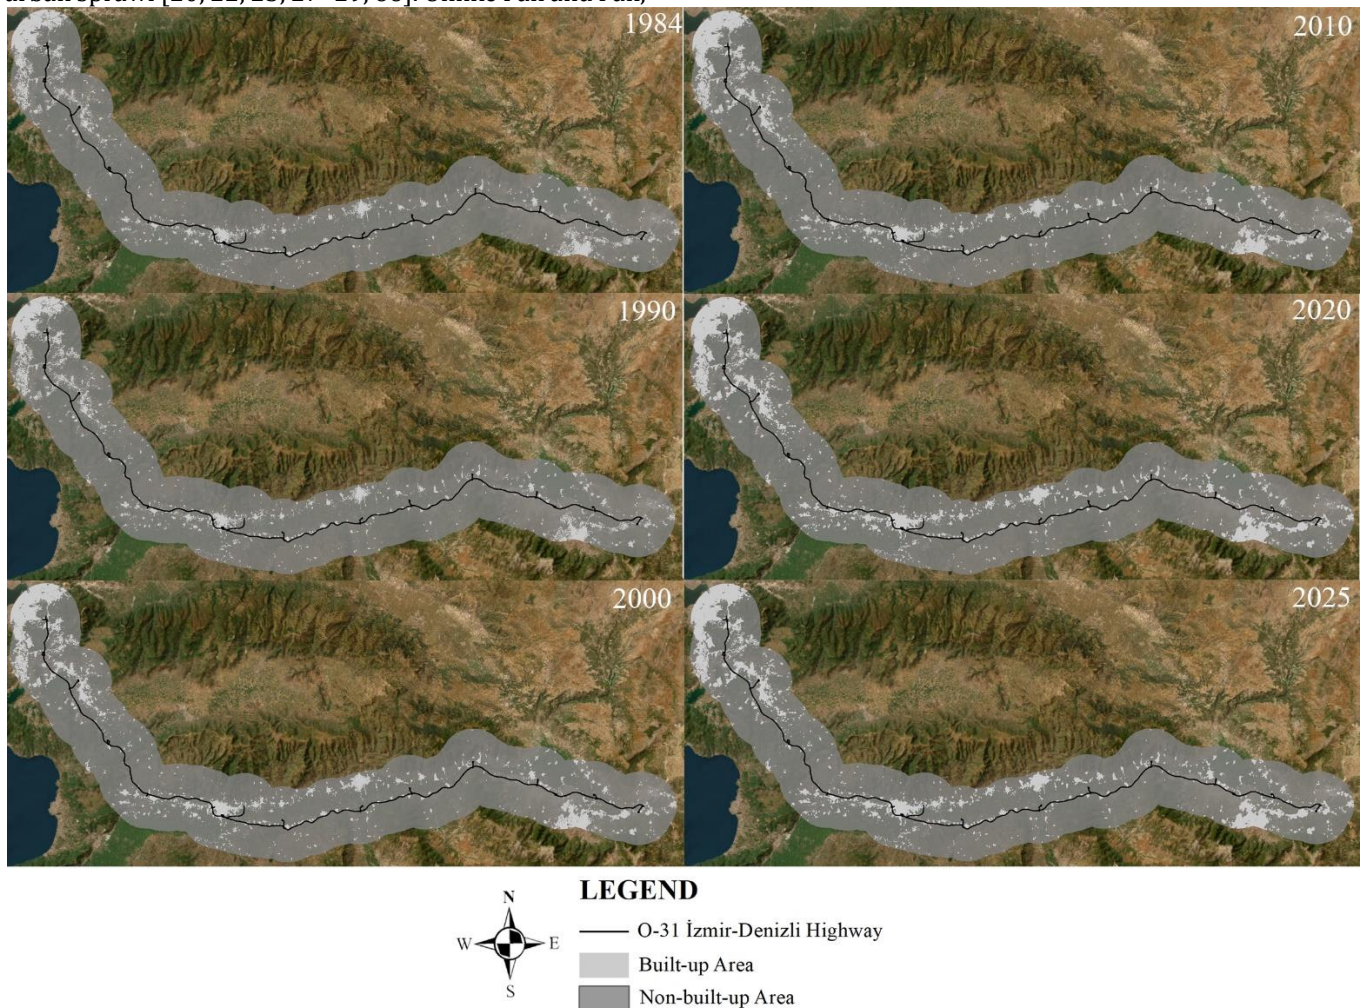 1984
2010
1990
2020
2000
2025
LEGEND
N
W
E
S
O-31 İzmir-Denizli Highway
Built-up Area
Non-built-up Area